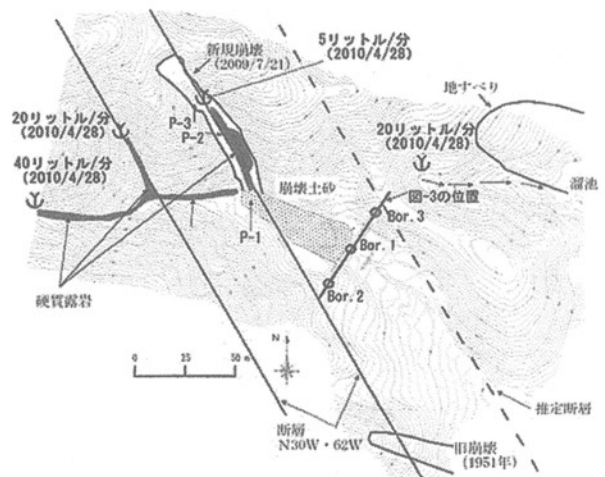 新規崩壊
(2009/7/21)
5リットル/分
(2010/4/28)
地すべり
20リットル/分
(2010/4/28)
P-3
P-2
20リットル/分
(2010/4/28)
40リットル/分
(2010/4/28)
溜池
崩壊土砂
図-3の位置
Bor. 3
P-1
Bor. 1
硬質露岩
Bor. 2
N
0
25
50
m
推定断層
断層
N30W・62W
旧崩壊
(1951年)